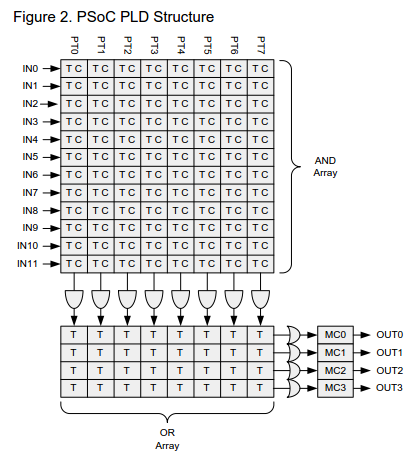 Figure 2. PSoC PLD Structure
PT0 PT1 PT2 PT3 PT4 PT5 PT6 PT7
IN0 T C T C T C T C T C T C T C T C
IN1 T C T C T C T C T C T C T C T C
IN2 T C T C T C T C T C T C T C T C
IN3 T C T C T C T C T C T C T C T C
IN4 T C T C T C T C T C T C T C T C
IN5 T C T C T C T C T C T C T C T C
IN6 T C T C T C T C T C T C T C T C
IN7 T C T C T C T C T C T C T C T C
IN8 T C T C T C T C T C T C T C T C
IN9 T C T C T C T C T C T C T C T C
IN10 T C T C T C T C T C T C T C T C
IN11 T C T C T C T C T C T C T C T C
AND
Array
T T T T T T T T MC0 OUT0
T T T T T T T T MC1 OUT1
T T T T T T T T MC2 OUT2
T T T T T T T T MC3 OUT3
OR
Array